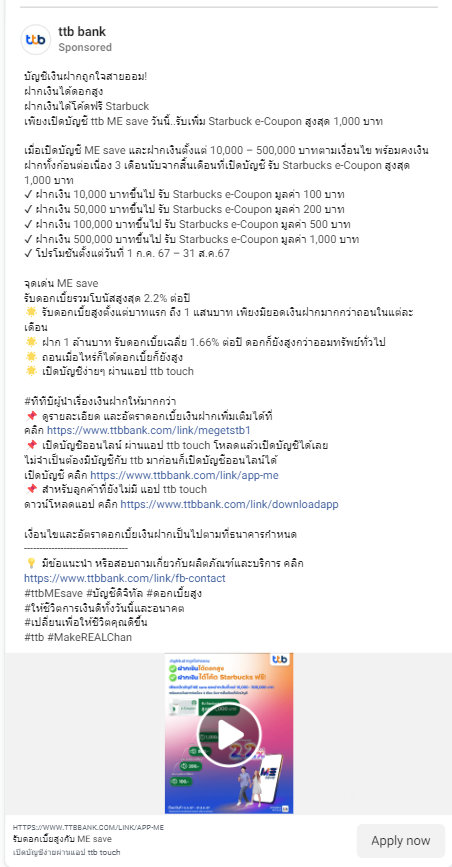 ttb bank
ttb
Sponsored
บัญชีเงินฝากถูกใจสายออม!
ฝากเงินได้ดอกสูง
ฝากเงินได้โค้ดฟรี Starbuck
เพียงเปิดบัญชี ttb ME save วันนี้..รับเพิ่ม Starbuck e-Coupon สูงสุด 1,000 บาท
เมื่อเปิดบัญชี ME save และฝากเงินตั้งแต่ 10,000 – 500,000 บาทตามเงื่อนไข พร้อมคงเงิน
ฝากทั้งก้อนต่อเนื่อง 3 เดือนนับจากสิ้นเดือนที่เปิดบัญชี รับ Starbucks e-Coupon สูงสุด
1,000 บาท
✓ ฝากเงิน 10,000 บาทขึ้นไป รับ Starbucks e-Coupon มูลค่า 100 บาท
✓ ฝากเงิน 50,000 บาทขึ้นไป รับ Starbucks e-Coupon มูลค่า 200 บาท
✓ ฝากเงิน 100,000 บาทขึ้นไป รับ Starbucks e-Coupon มูลค่า 500 บาท
✓ ฝากเงิน 500,000 บาทขึ้นไป รับ Starbucks e-Coupon มูลค่า 1,000 บาท
✓ โปรโมชันตั้งแต่วันที่ 1 ก.ค. 67 – 31 ส.ค.67
จุดเด่น ME save
รับดอกเบี้ยรวมโบนัสสูงสุด 2.2% ต่อปี
🌟 รับดอกเบี้ยสูงตั้งแต่บาทแรก ถึง 1 แสนบาท เพียงมียอดเงินฝากมากกว่าถอนในแต่ละ
เดือน
🌟 ฝาก 1 ล้านบาท รับดอกเบี้ยเฉลี่ย 1.66% ต่อปี ดอกก็ยังสูงกว่าออมทรัพย์ทั่วไป
🌟 ถอนเมื่อไหร่ก็ได้ดอกเบี้ยก็ยังสูง
🌟 เปิดบัญชีง่ายๆ ผ่านแอป ttb touch
#ทีทีบีผู้นำเรื่องเงินฝากให้มากกว่า
📌 ดูรายละเอียด และอัตราดอกเบี้ยเงินฝากเพิ่มเติมได้ที่
คลิก https://www.ttbbank.com/link/megetstb1
📌 เปิดบัญชีออนไลน์ ผ่านแอป ttb touch โหลดแล้วเปิดบัญชีได้เลย
ไม่จำเป็นต้องมีบัญชีกับ ttb มาก่อนก็เปิดบัญชีออนไลน์ได้
เปิดบัญชี คลิก https://www.ttbbank.com/link/app-me
📌 สำหรับลูกค้าที่ยังไม่มี แอป ttb touch
ดาวน์โหลดแอป คลิก https://www.ttbbank.com/link/downloadapp
เงื่อนไขและอัตราดอกเบี้ยเงินฝากเป็นไปตามที่ธนาคารกำหนด
--------------------------------
💡 มีข้อแนะนำ หรือสอบถามเกี่ยวกับผลิตภัณฑ์และบริการ คลิก
https://www.ttbbank.com/link/fb-contact
#ttbMEsave #บัญชีดิจิทัล #ดอกเบี้ยสูง
#ให้ชีวิตการเงินดีทั้งวันนี้และอนาคต
#เปลี่ยนเพื่อให้ชีวิตคุณดีขึ้น
#ttb #MakeREALChan
ttb
ฝากเงินได้ดอกสูง
ฝากเงินได้โค้ด Starbucks ฟรี!
ME
HTTPS://WWW.TTBBANK.COM/LINK/APP-ME
รับดอกเบี้ยสูงกับ ME save
เปิดบัญชีง่ายผ่านแอป ttb touch
Apply now